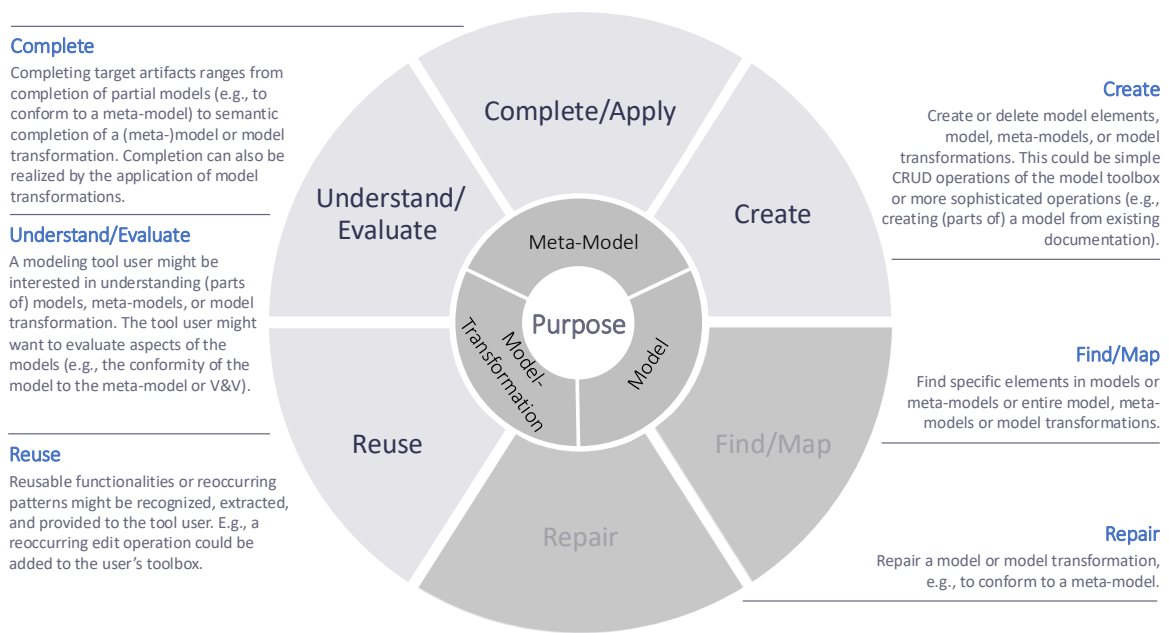 Complete
Completing target artifacts ranges from
completion of partial models (e.g., to
conform to a meta-model) to semantic
completion of a (meta-)model or model
transformation. Completion can also be
realized by the application of model
transformations.
Understand/Evaluate
A modeling tool user might be
interested in understanding (parts
of) models, meta-models, or model
transformation. The tool user might
want to evaluate aspects of the
models (e.g., the conformity of the
model to the meta-model or V&V).
Reuse
Reusable functionalities or reoccurring
patterns might be recognized, extracted,
and provided to the tool user. E.g., a
reoccurring edit operation could be
added to the user's toolbox.
Complete/Apply
Understand/
Evaluate
Create
Meta-Model
Purpose
Model-
Transformation
Model
Reuse
Find/Map
Repair
Create
Create or delete model elements,
model, meta-models, or model
transformations. This could be simple
CRUD operations of the model toolbox
or more sophisticated operations (e.g.,
creating (parts of) a model from existing
documentation).
Find/Map
Find specific elements in models or
meta-models or entire model, meta-
models or model transformations.
Repair
Repair a model or model transformation,
e.g., to conform to a meta-model.